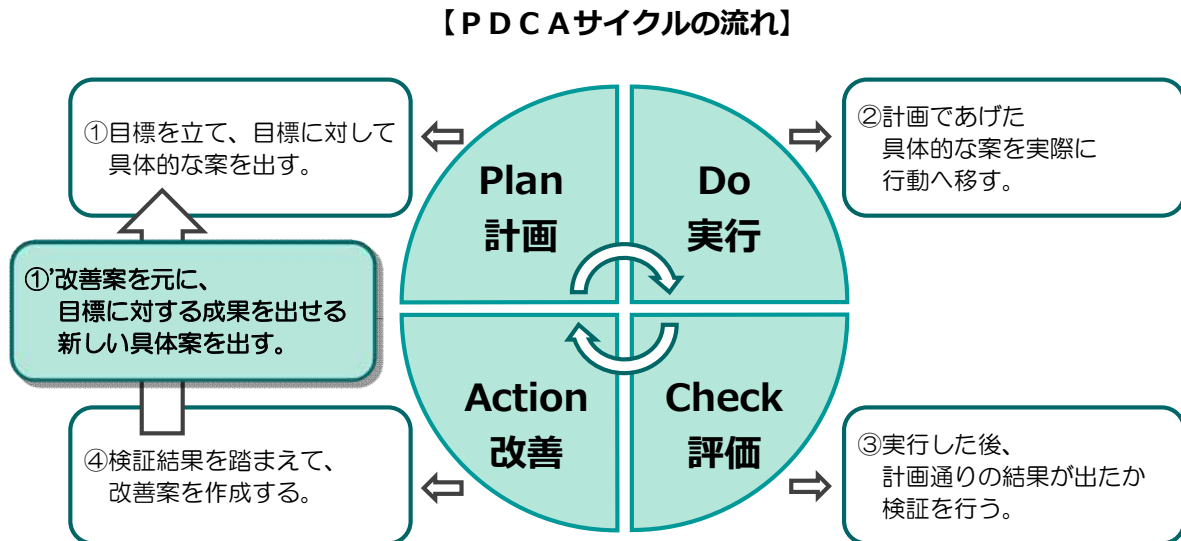 【ＰＤＣＡサイクルの流れ】
①目標を立て、目標に対して
具体的な案を出す。
Plan
計画
Do
実行
②計画であげた
具体的な案を実際に
行動へ移す。
①’改善案を元に、
目標に対する成果を出せる
新しい具体案を出す。
④検証結果を踏まえて、
改善案を作成する。
Action
改善
Check
評価
③実行した後、
計画通りの結果が出たか
検証を行う。